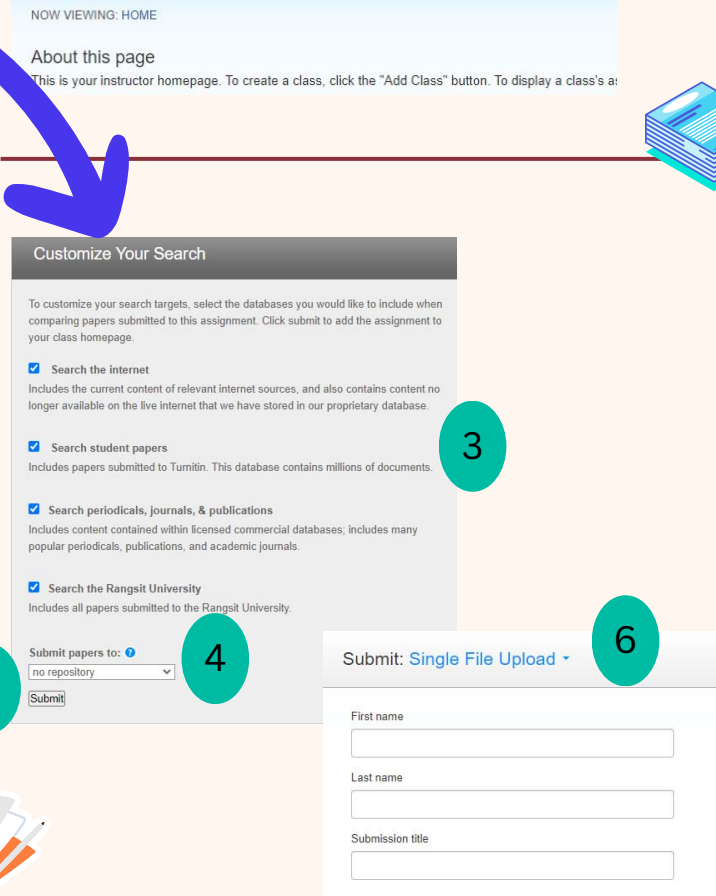 NOW VIEWING: HOME
About this page
This is your instructor homepage. To create a class, click the "Add Class" button. To display a class's
Customize Your Search
To customize your search targets, select the databases you would like to include when
comparing papers submitted to this assignment. Click submit to add the assignment to
your class homepage.
Search the internet
Includes the current content of relevant internet sources, and also contains content no
longer available on the live internet that we have stored in our proprietary database.
3
Search student papers
Includes papers submitted to Turnitin. This database contains millions of documents.
Search periodicals, journals, & publications
Includes content contained within licensed commercial databases; includes many
popular periodicals, publications, and academic journals.
Search the Rangsit University
Includes all papers submitted to the Rangsit University.
Submit papers to: ?
4
no repository
Submit
6
Submit: Single File Upload
First name
Last name
Submission title